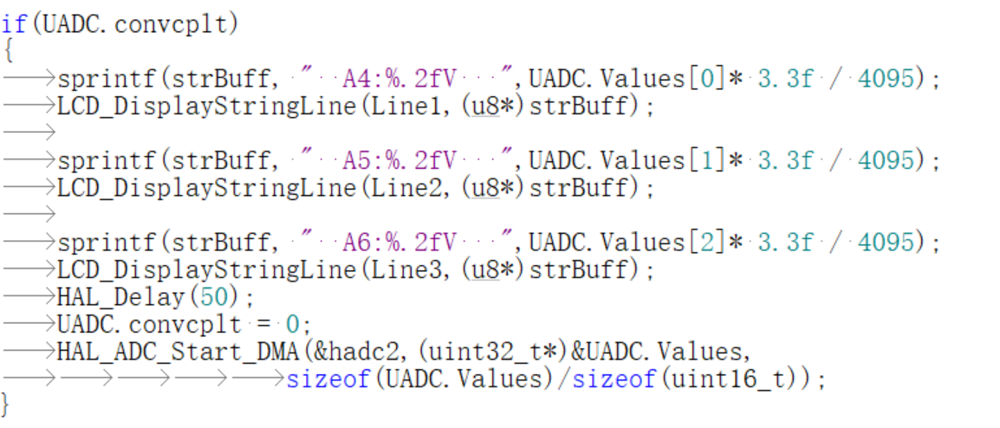 if(UADC.convcplt)
{
	sprintf(strBuff, "  A4:%.2fV   ",UADC.Values[0]* 3.3f / 4095);
	LCD_DisplayStringLine(Line1,(u8*)strBuff);
	
	sprintf(strBuff, "  A5:%.2fV   ",UADC.Values[1]* 3.3f / 4095);
	LCD_DisplayStringLine(Line2,(u8*)strBuff);
	
	sprintf(strBuff, "  A6:%.2fV   ",UADC.Values[2]* 3.3f / 4095);
	LCD_DisplayStringLine(Line3,(u8*)strBuff);
	HAL_Delay(50);
	UADC.convcplt = 0;
	HAL_ADC_Start_DMA(&hadc2,(uint32_t*)&UADC.Values,
					sizeof(UADC.Values)/sizeof(uint16_t));
}